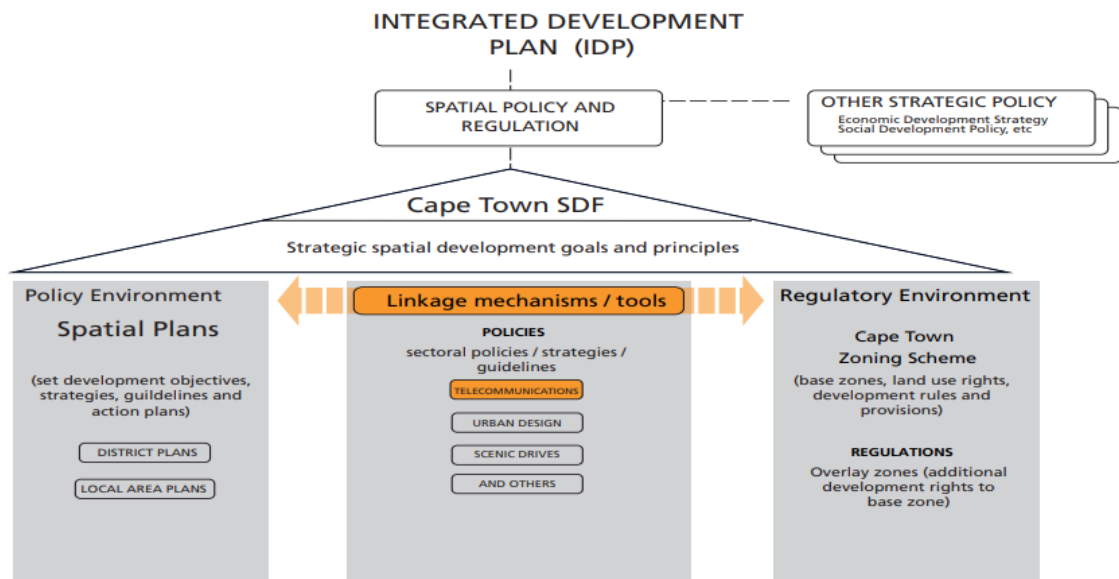 INTEGRATED DEVELOPMENT
PLAN (IDP)
SPATIAL POLICY AND
REGULATION
OTHER STRATEGIC POLICY
Economic Development Strategy
Social Development Policy, etc
Cape Town SDF
Strategic spatial development goals and principles
Policy Environment
Spatial Plans
(set development objectives,
strategies, guildelines and
action plans)
DISTRICT PLANS
LOCAL AREA PLANS
Linkage mechanisms / tools
POLICIES
sectoral policies / strategies /
guidelines
TELECOMMUNICATIONS
URBAN DESIGN
SCENIC DRIVES
AND OTHERS
Regulatory Environment
Cape Town
Zoning Scheme
(base zones, land use rights,
development rules and
provisions)
REGULATIONS
Overlay zones (additional
development rights to
base zone)